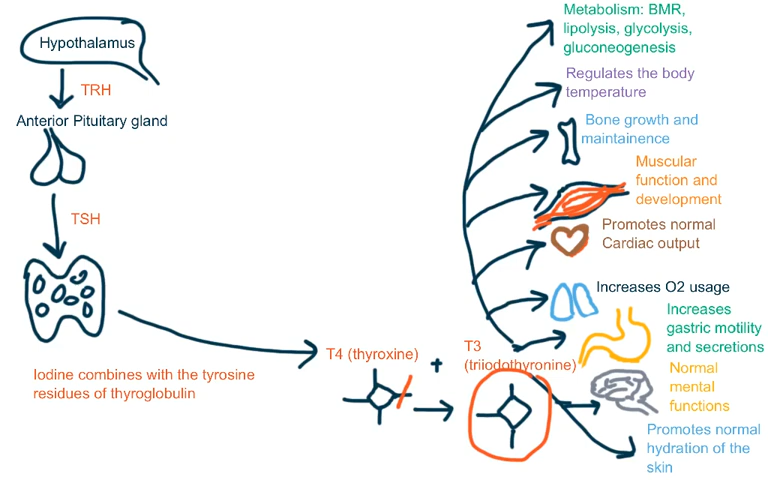 Hypothalamus
TRH
Anterior Pituitary gland
TSH
Iodine combines with the tyrosine
residues of thyroglobulin
T4 (thyroxine)
+
T3
(triiodothyronine)
Metabolism: BMR,
lipolysis, glycolysis,
gluconeogenesis
Regulates the body
temperature
Bone growth and
maintainence
Muscular
function and
development
Promotes normal
Cardiac output
Increases O2 usage
Increases
gastric motility
and secretions
Normal
mental
functions
Promotes normal
hydration of the
skin